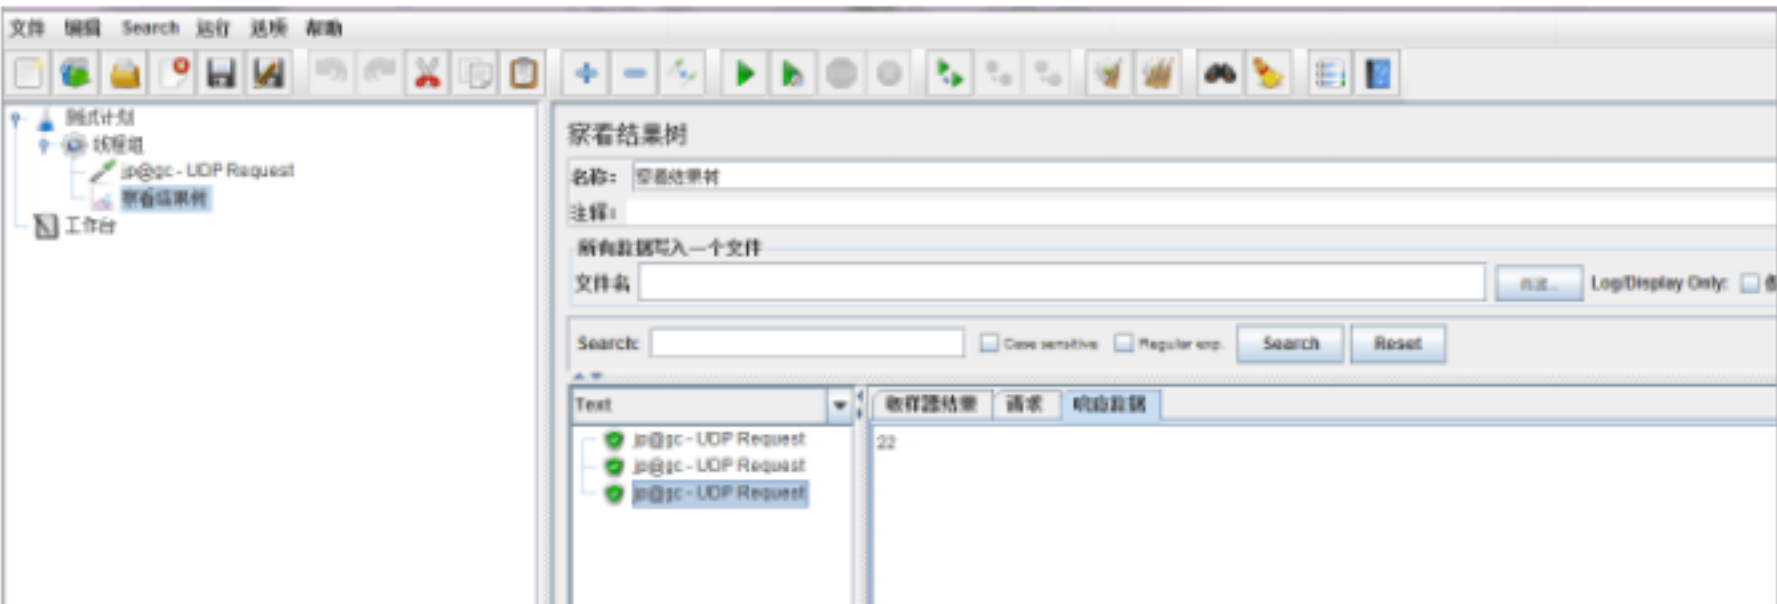 文件 编辑 Search 运行 选项 帮助
测试计划
线程组
jp@gc - UDP Request
察看结果树
工作台
察看结果树
名称： 察看结果树
注释：
所有数据写入一个文件
文件名 Log/Display Only:
Search: Case sensitive Regular exp. Search Reset
Text 取样器结果 请求 响应数据
jp@gc - UDP Request
jp@gc - UDP Request
jp@gc - UDP Request
22